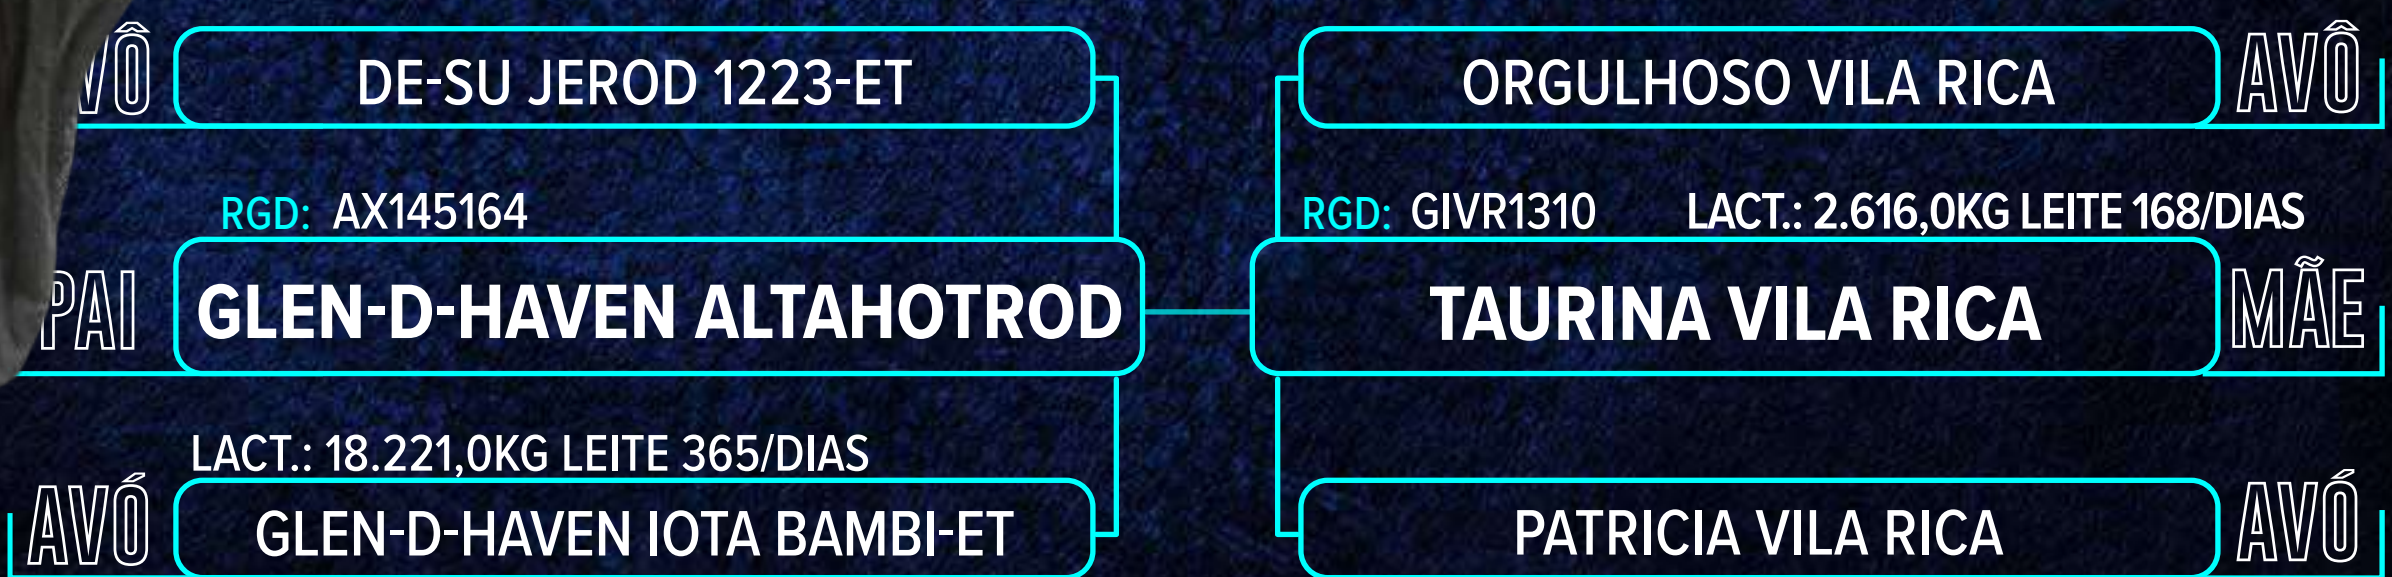 AVÔ DE-SU JEROD 1223-ET
RGD: AX145164
PAI GLEN-D-HAVEN ALTAHOTROD
LACT.: 18.221,0KG LEITE 365/DIAS
AVÓ GLEN-D-HAVEN IOTA BAMBI-ET
ORGULHOSO VILA RICA AVÔ
RGD: GIVR1310 LACT.: 2.616,0KG LEITE 168/DIAS
TAURINA VILA RICA MÃE
PATRICIA VILA RICA AVÓ